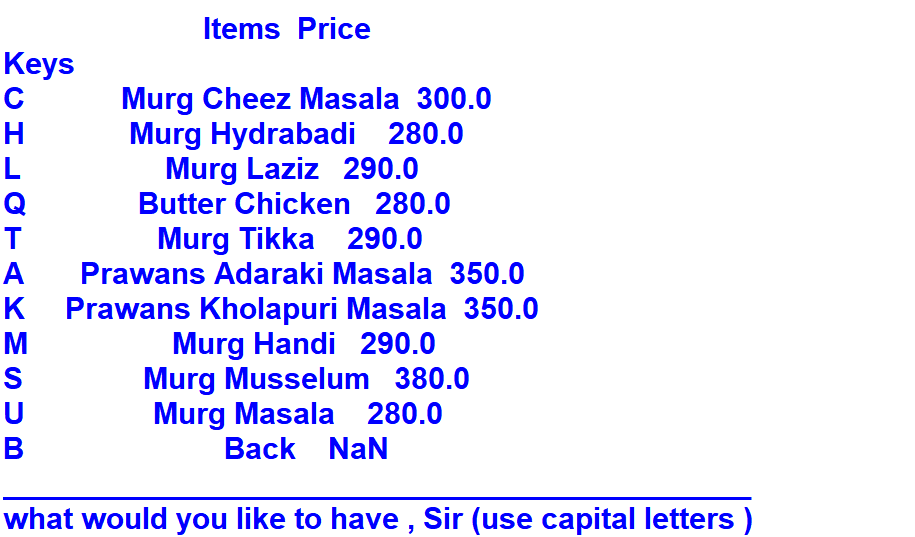 Items Price
Keys
C Murg Cheez Masala 300.0
H Murg Hydrabadi 280.0
L Murg Laziz 290.0
Q Butter Chicken 280.0
T Murg Tikka 290.0
A Prawans Adaraki Masala 350.0
K Prawans Kholapuri Masala 350.0
M Murg Handi 290.0
S Murg Musselum 380.0
U Murg Masala 280.0
B Back NaN
what would you like to have , Sir (use capital letters )